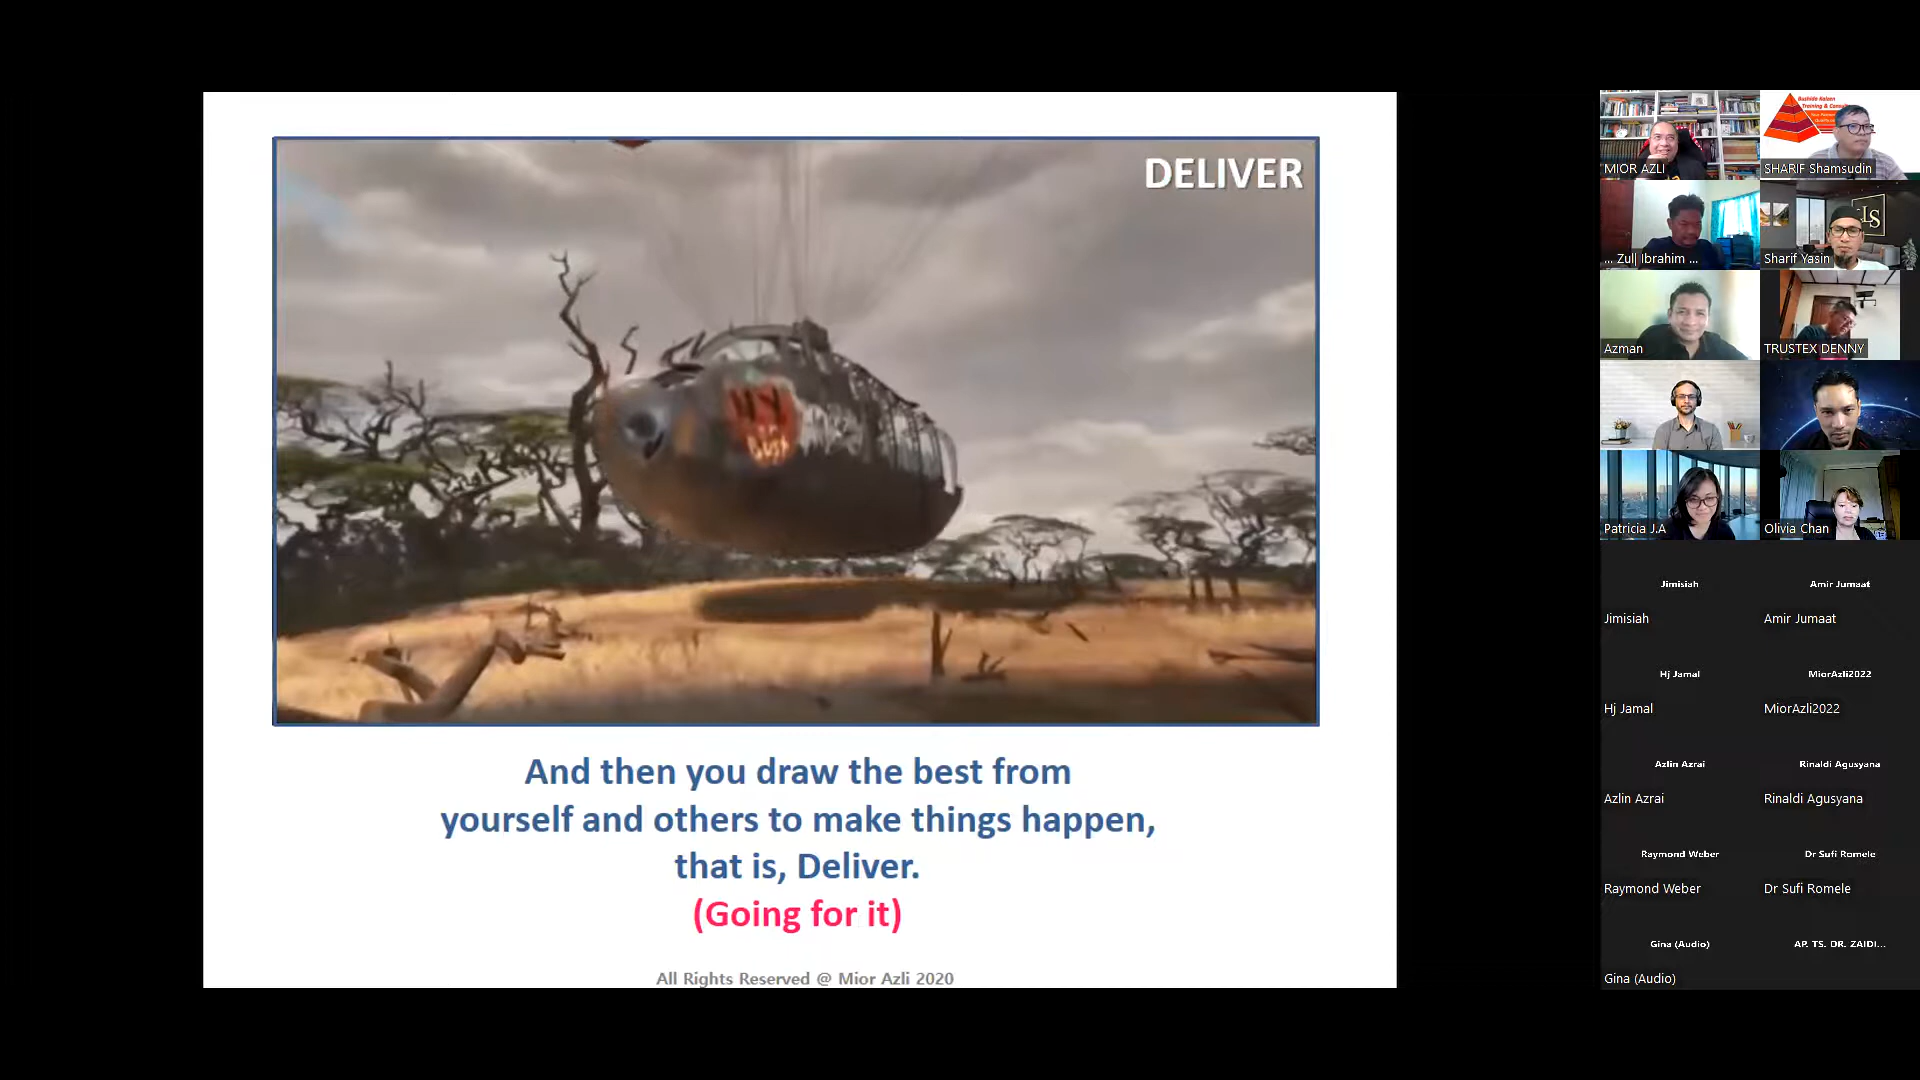 DELIVER
And then you draw the best from
yourself and others to make things happen,
that is, Deliver.
(Going for it)
All Rights Reserved @ Mior Azli 2020
MIOR AZLI
Bushido Kaizen
Training &
SHARIF Shamsudin
... Zul| Ibrahim ...
LS
Sharif Yasin
Azman
TRUSTEX DENNY
Patricia J.A
Olivia Chan
Jimisiah
Amir Jumaat
Jimisiah
Amir Jumaat
Hj Jamal
MiorAzli2022
Hj Jamal
MiorAzli2022
Azlin Azrai
Rinaldi Agusyana
Azlin Azrai
Rinaldi Agusyana
Raymond Weber
Dr Sufi Romele
Raymond Weber
Dr Sufi Romele
Gina (Audio)
AP. TS. DR. ZAIDI...
Gina (Audio)